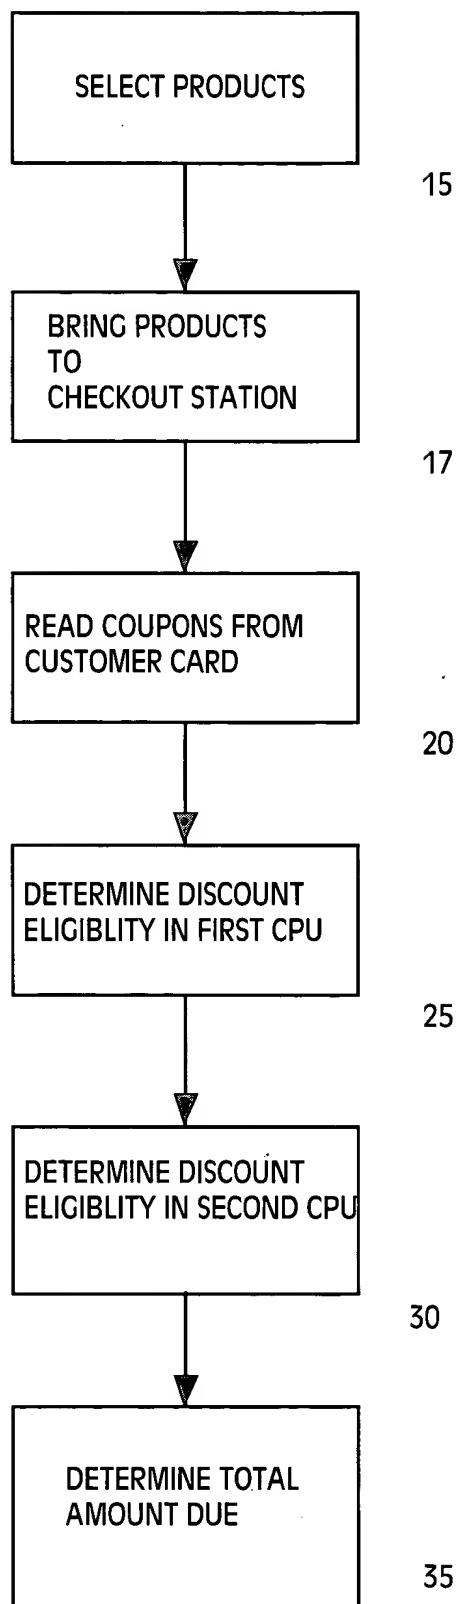 SELECT PRODUCTS
15
BRING PRODUCTS
TO
CHECKOUT STATION
17
READ COUPONS FROM
CUSTOMER CARD
20
DETERMINE DISCOUNT
ELIGIBLITY IN FIRST CPU
25
DETERMINE DISCOUNT
ELIGIBLITY IN SECOND CPU
30
DETERMINE TOTAL
AMOUNT DUE
35